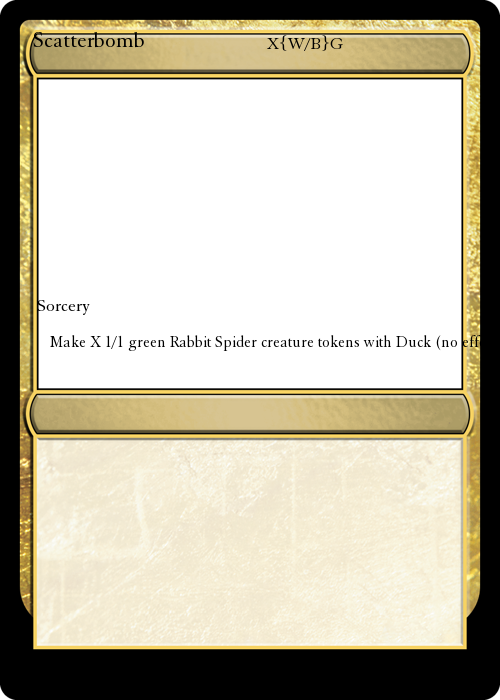 Scatterbomb X{W/B}G
Sorcery
Make X 1/1 green Rabbit Spider creature tokens with Duck (no eff